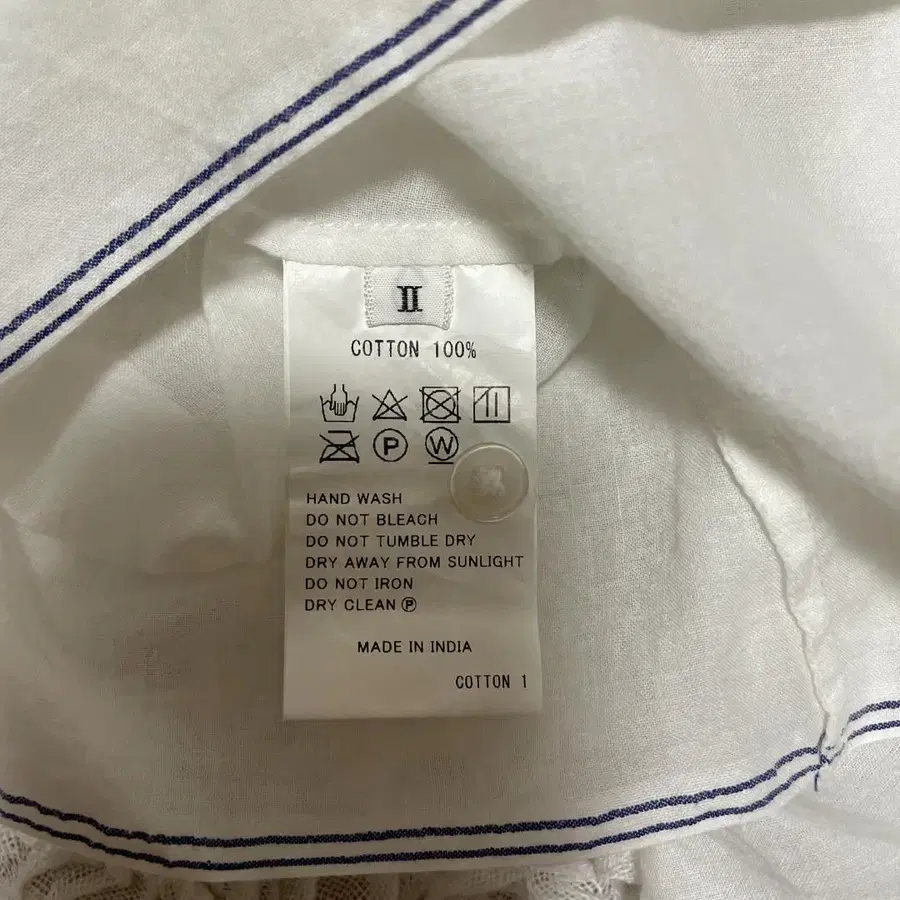 II
COTTON 100%
P W
HAND WASH
DO NOT BLEACH
DO NOT TUMBLE DRY
DRY AWAY FROM SUNLIGHT
DO NOT IRON
DRY CLEAN Ⓟ
MADE IN INDIA
COTTON 1